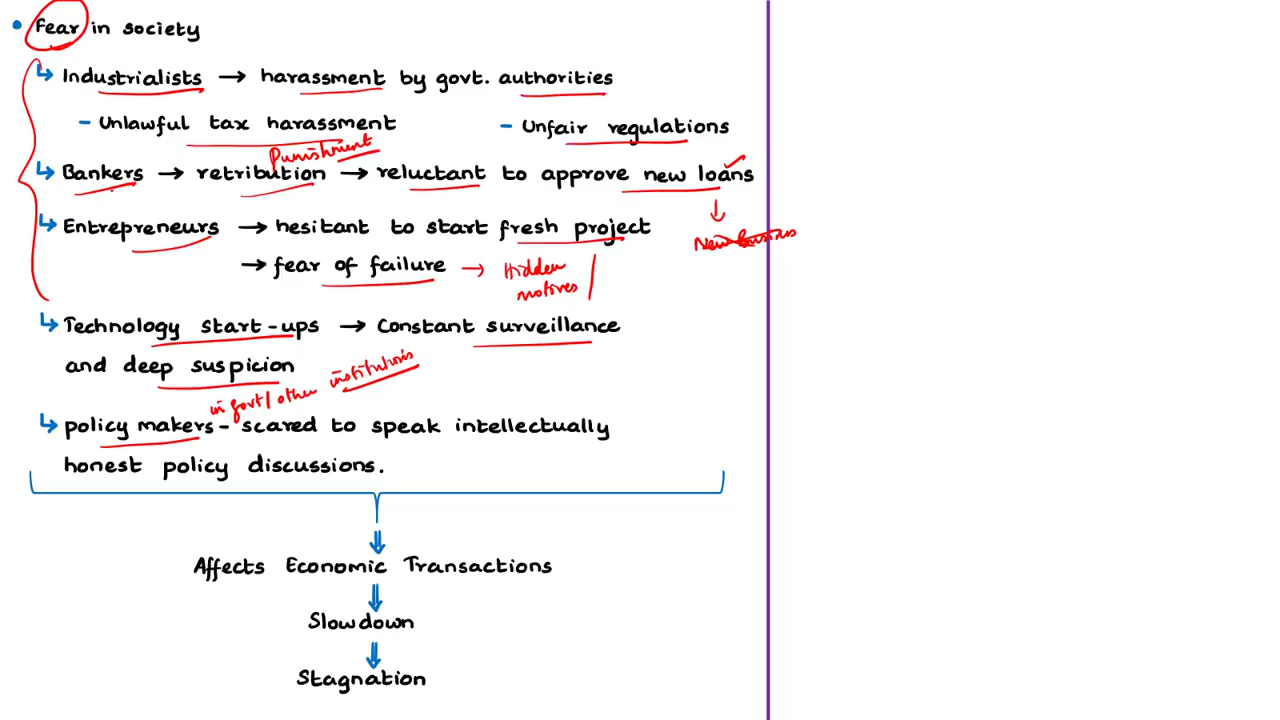 • Fear in society
↳ Industrialists → harassment by govt. authorities
- Unlawful tax harassment - Unfair regulations
Punishment
↳ Bankers → retribution → reluctant to approve new loans
↳ Entrepreneurs → hesitant to start fresh project
→ fear of failure → Hidden motives
↳ Technology start-ups → Constant surveillance
and deep suspicion
in govt/other institutions
↳ policy makers - scared to speak intellectually
honest policy discussions.
Affects Economic Transactions
Slowdown
Stagnation